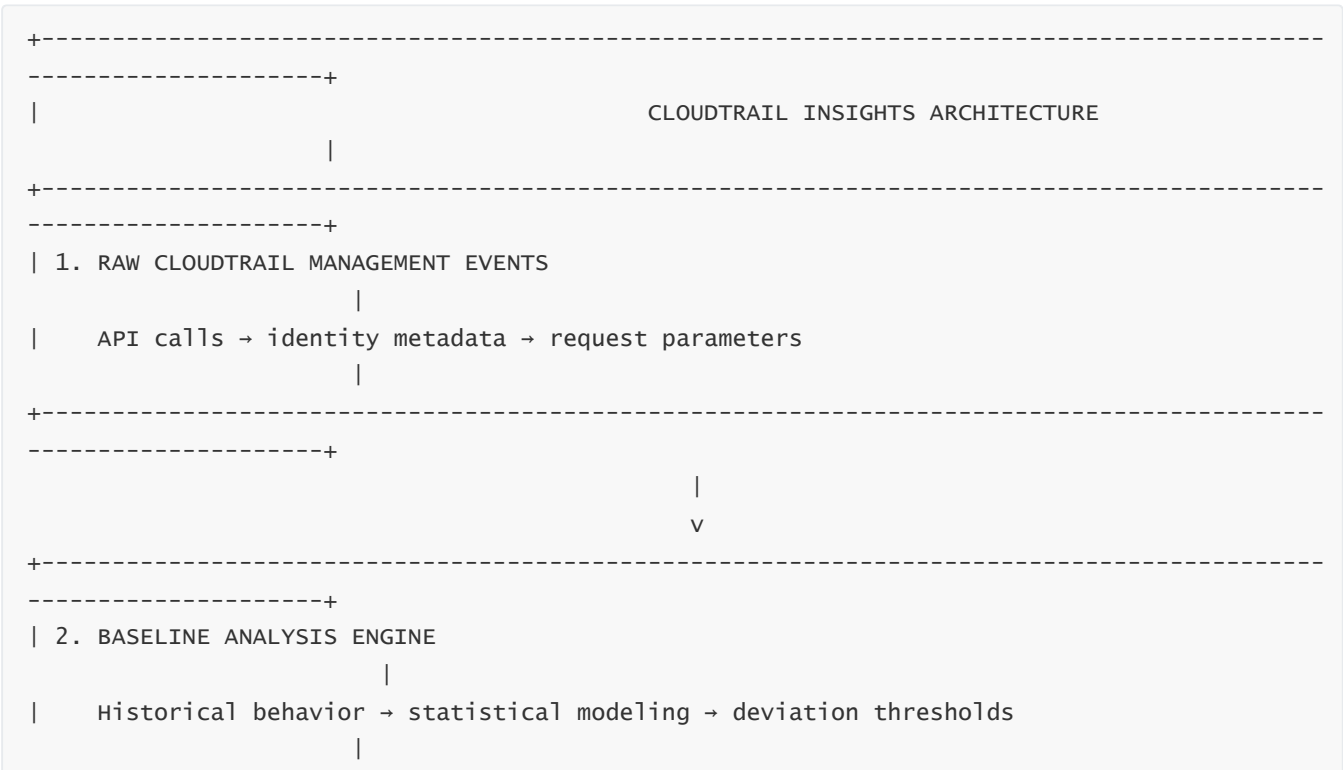 +-------------------------------------------------------------------------------------------
---------------------+
|                                           CLOUDTRAIL INSIGHTS ARCHITECTURE
                     |
+-------------------------------------------------------------------------------------------
---------------------+
| 1. RAW CLOUDTRAIL MANAGEMENT EVENTS
                       |
|    API calls → identity metadata → request parameters
                       |
+-------------------------------------------------------------------------------------------
---------------------+
                                               |
                                               v
+-------------------------------------------------------------------------------------------
---------------------+
| 2. BASELINE ANALYSIS ENGINE
                         |
|    Historical behavior → statistical modeling → deviation thresholds
                       |